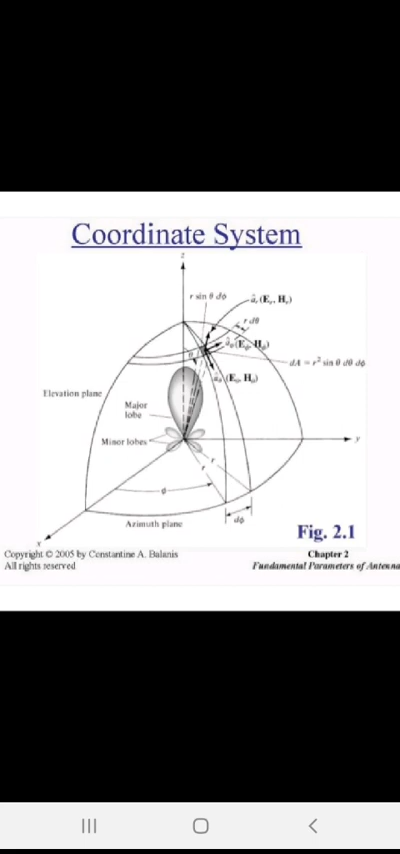 Coordinate System
z
r sin θ dϕ
âr (Er, Hr)
r dθ
âϕ (Eϕ, Hϕ)
θ
dA = r² sin θ dθ dϕ
âθ (Eθ, Hθ)
Elevation plane
Major
lobe
Minor lobes
y
r
r
ϕ
Azimuth plane
dϕ
x
Fig. 2.1
Copyright © 2005 by Constantine A. Balanis
All rights reserved
Chapter 2
Fundamental Parameters of Antenna